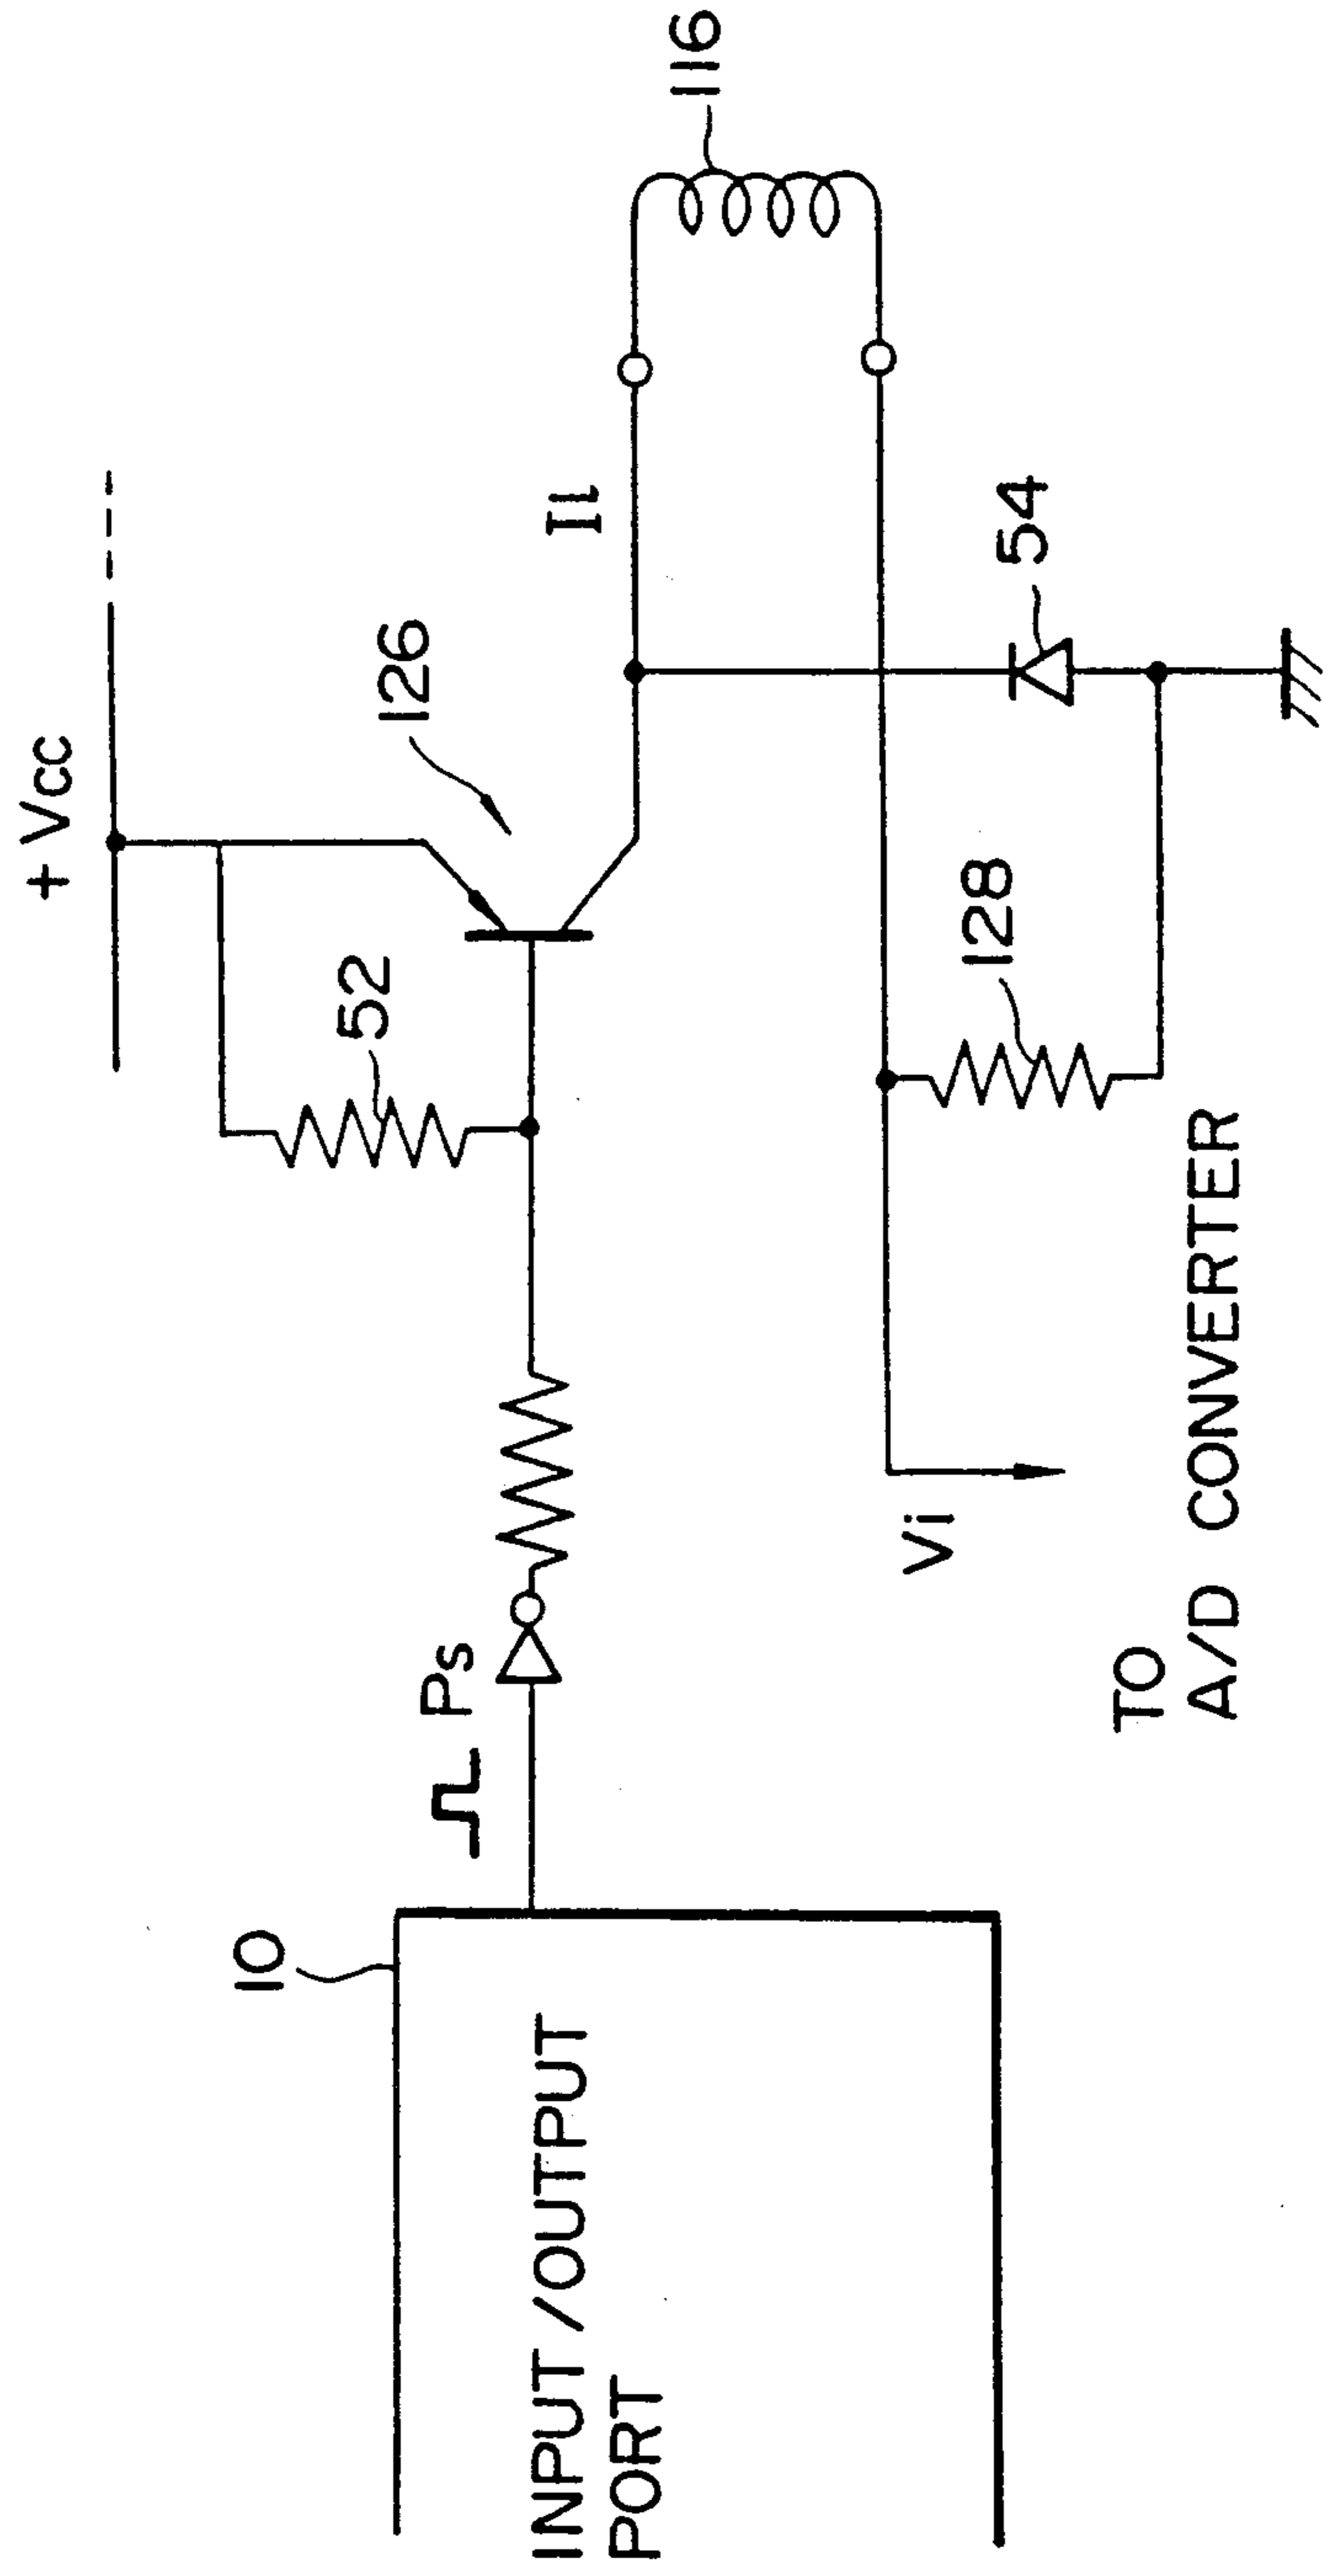 + Vcc
10
52
126
Ps
INPUT/OUTPUT
PORT
Il
116
Vi
128
54
TO
A/D CONVERTER